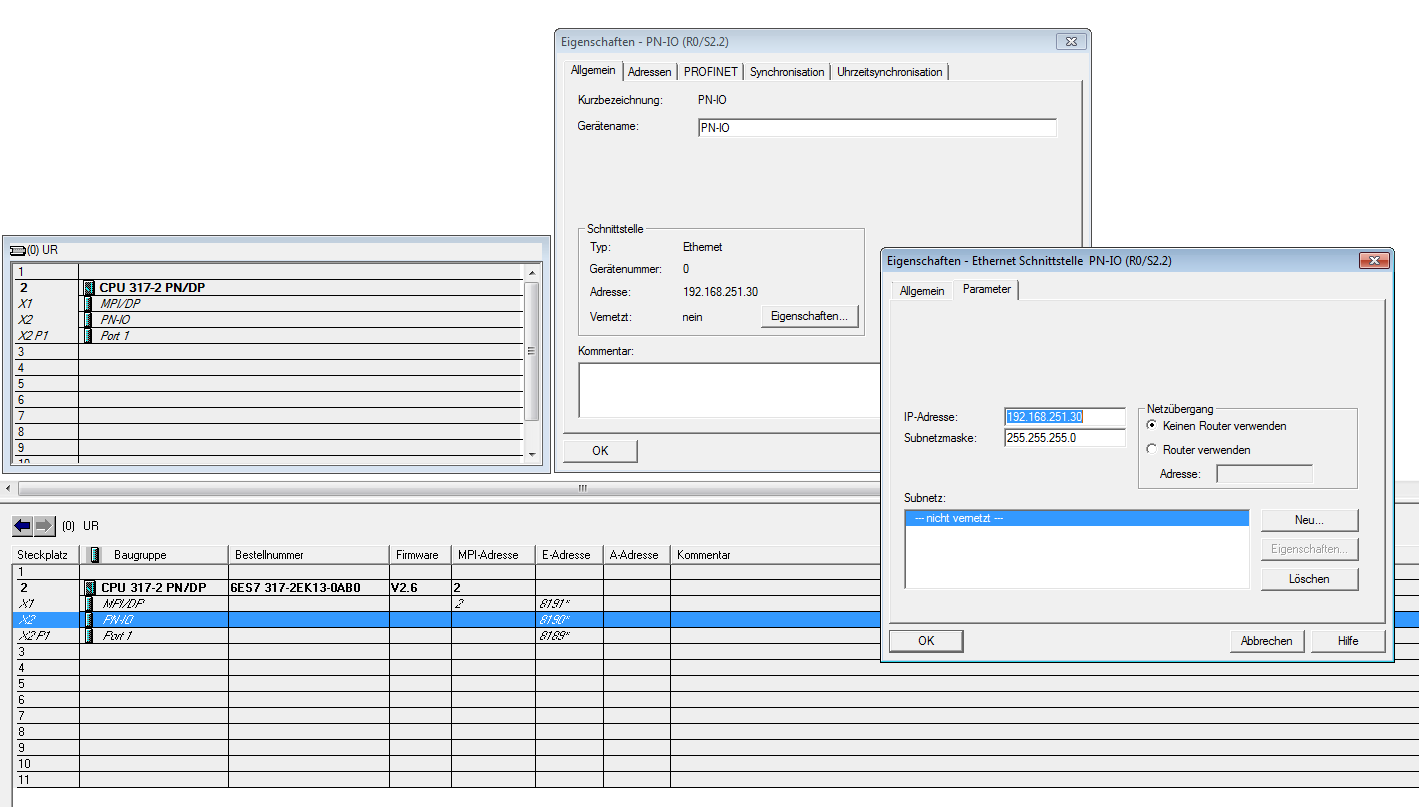 Eigenschaften - PN-IO (R0/S2.2)
Allgemein Adressen PROFINET Synchronisation Uhrzeitsynchronisation
Kurzbezeichnung: PN-IO
Gerätename: PN-IO
Schnittstelle
Typ: Ethernet
Gerätenummer: 0
Adresse: 192.168.251.30
Vernetzt: nein Eigenschaften...
Kommentar:
OK
(0) UR
1
2 CPU 317-2 PN/DP
X1 MPI/DP
X2 PN-IO
X2 P1 Port 1
3
4
5
6
7
8
9
10
Eigenschaften - Ethernet Schnittstelle PN-IO (R0/S2.2)
Allgemein Parameter
IP-Adresse: 192.168.251.30
Subnetzmaske: 255.255.255.0
Netzübergang
Keinen Router verwenden
Router verwenden
Adresse:
Subnetz:
--- nicht vernetzt ---
Neu...
Eigenschaften...
Löschen
OK Abbrechen Hilfe
(0) UR
Steckplatz Baugruppe Bestellnummer Firmware MPI-Adresse E-Adresse A-Adresse Kommentar
1
2 CPU 317-2 PN/DP 6ES7 317-2EK13-0AB0 V2.6 2
X1 MPI/DP 2 8191*
X2 PN-IO 8190*
X2 P1 Port 1 8189*
3
4
5
6
7
8
9
10
11